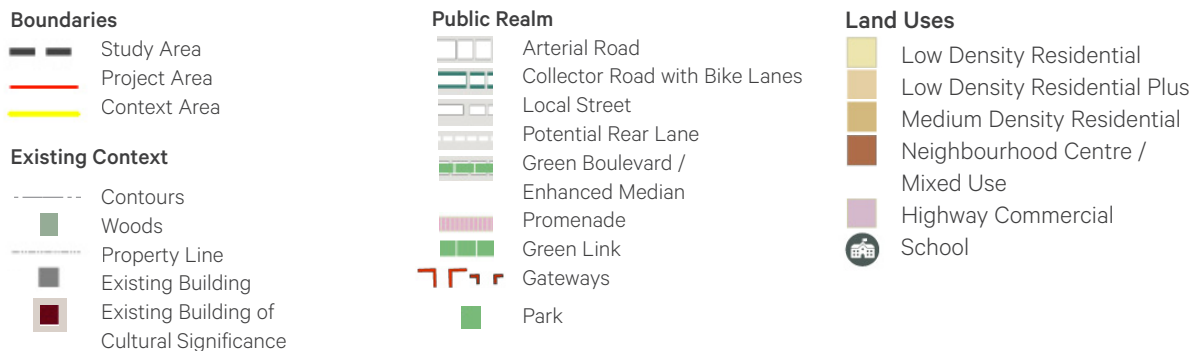 Boundaries
Study Area
Project Area
Context Area
Existing Context
Contours
Woods
Property Line
Existing Building
Existing Building of
Cultural Significance
Public Realm
Arterial Road
Collector Road with Bike Lanes
Local Street
Potential Rear Lane
Green Boulevard /
Enhanced Median
Promenade
Green Link
Gateways
Park
Land Uses
Low Density Residential
Low Density Residential Plus
Medium Density Residential
Neighbourhood Centre /
Mixed Use
Highway Commercial
School